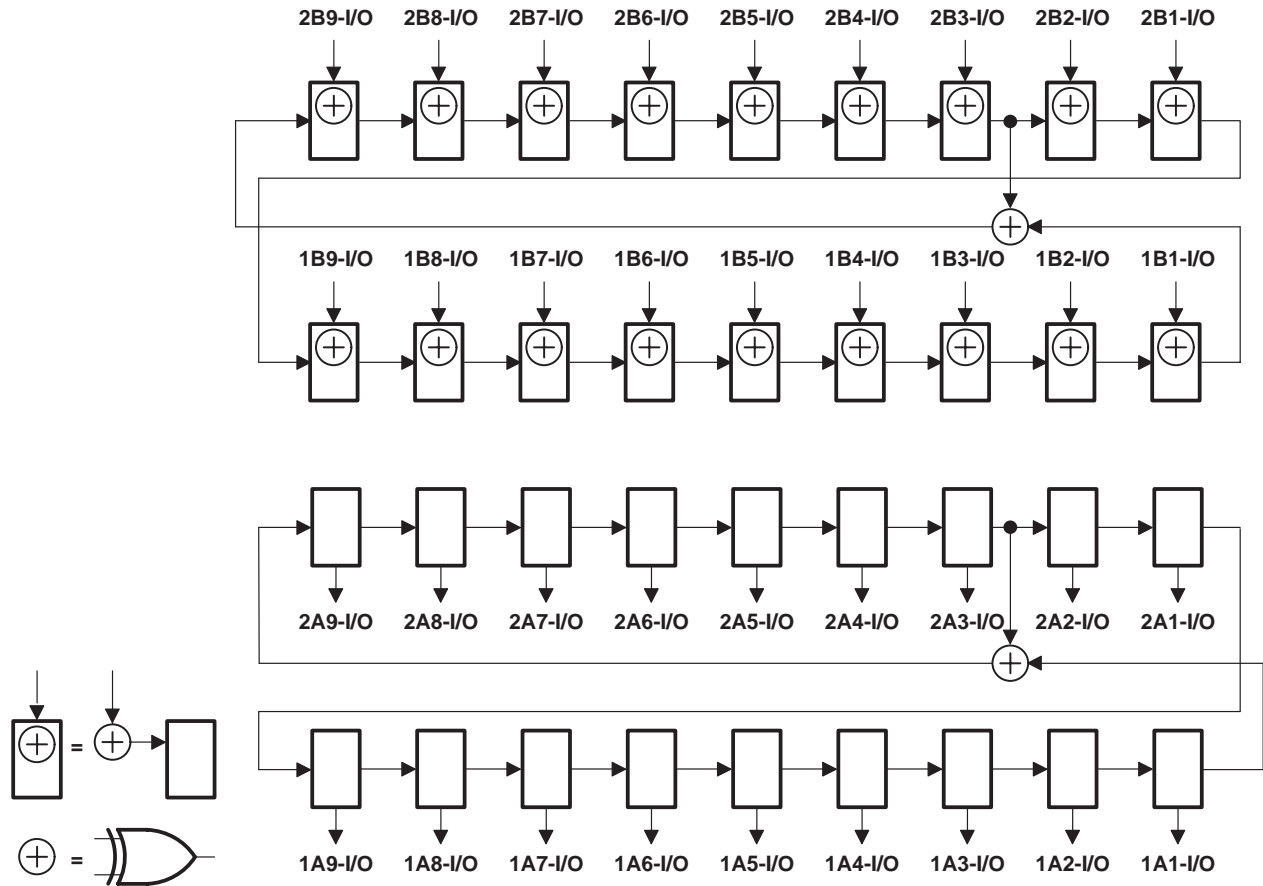 2B9-I/O 2B8-I/O 2B7-I/O 2B6-I/O 2B5-I/O 2B4-I/O 2B3-I/O 2B2-I/O 2B1-I/O
1B9-I/O 1B8-I/O 1B7-I/O 1B6-I/O 1B5-I/O 1B4-I/O 1B3-I/O 1B2-I/O 1B1-I/O
2A9-I/O 2A8-I/O 2A7-I/O 2A6-I/O 2A5-I/O 2A4-I/O 2A3-I/O 2A2-I/O 2A1-I/O
=
=
1A9-I/O 1A8-I/O 1A7-I/O 1A6-I/O 1A5-I/O 1A4-I/O 1A3-I/O 1A2-I/O 1A1-I/O